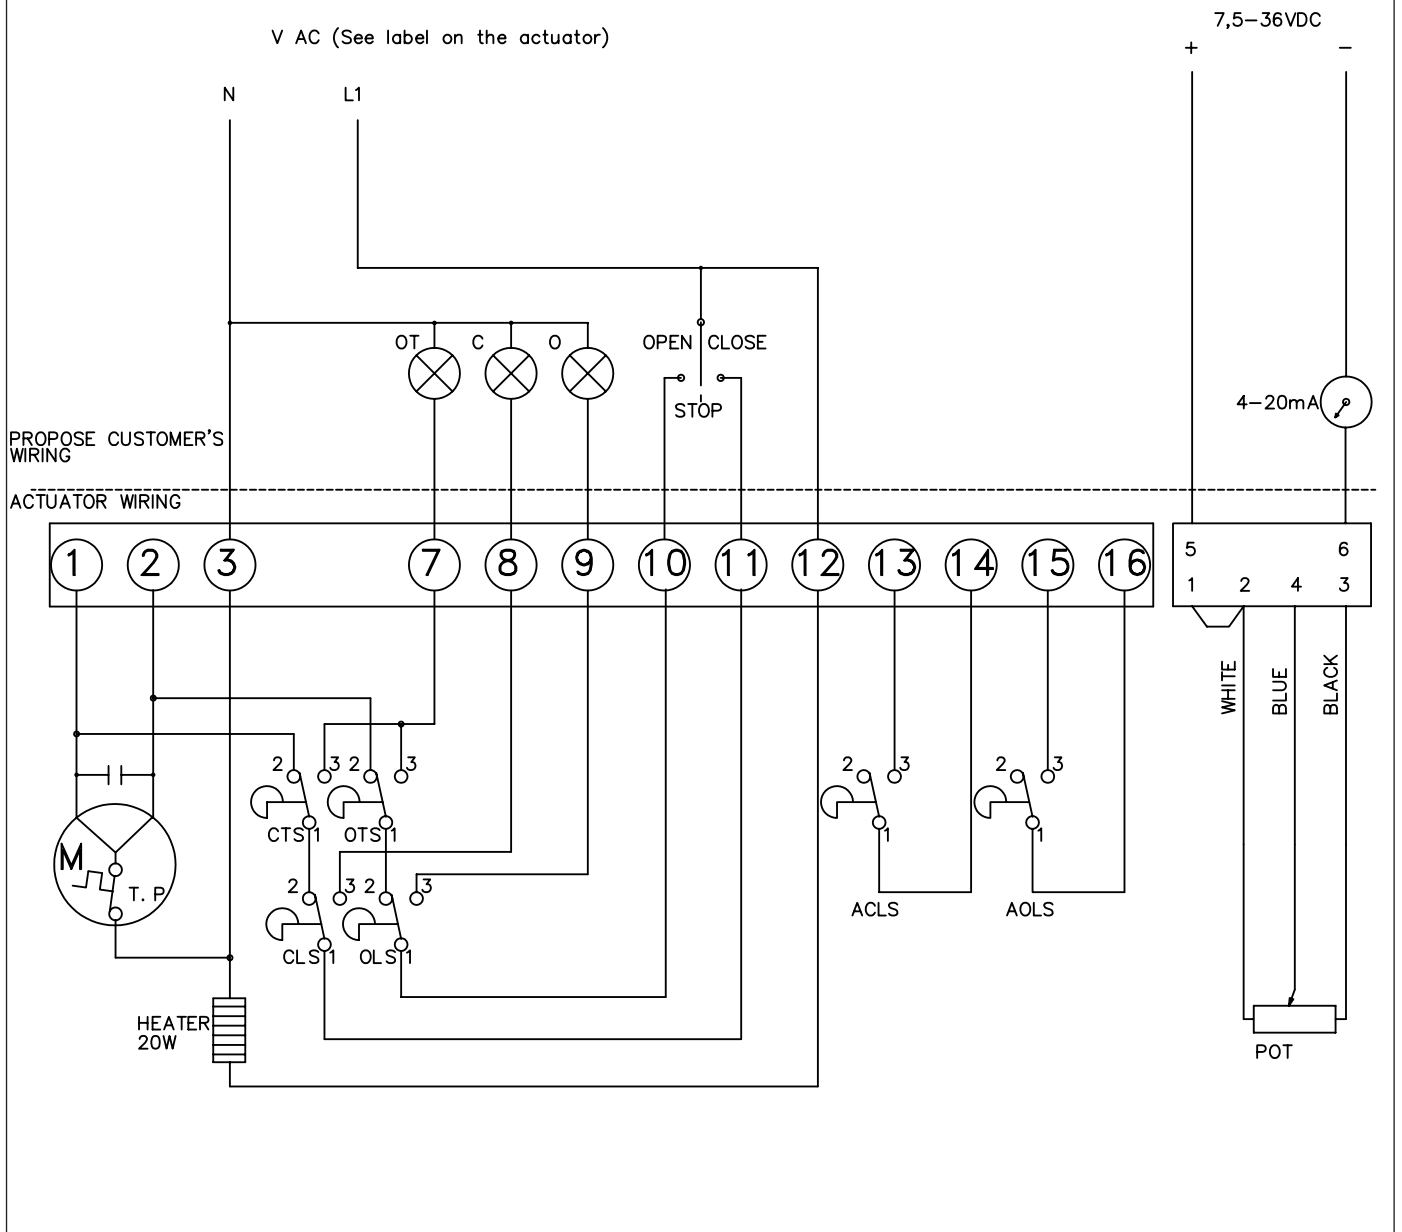 7,5-36VDC
V AC (See label on the actuator)
+ -
N L1
OT C O OPEN CLOSE
STOP
4-20mA
PROPOSE CUSTOMER'S
WIRING
ACTUATOR WIRING
1 2 3 7 8 9 10 11 12 13 14 15 16
5 6
1 2 4 3
WHITE
BLUE
BLACK
2 3 2 3 2 3 2 3
CTS 1 OTS 1 1 1
M
T. P
2 3 2 3
ACLS AOLS
CLS 1 OLS 1
HEATER
20W
POT